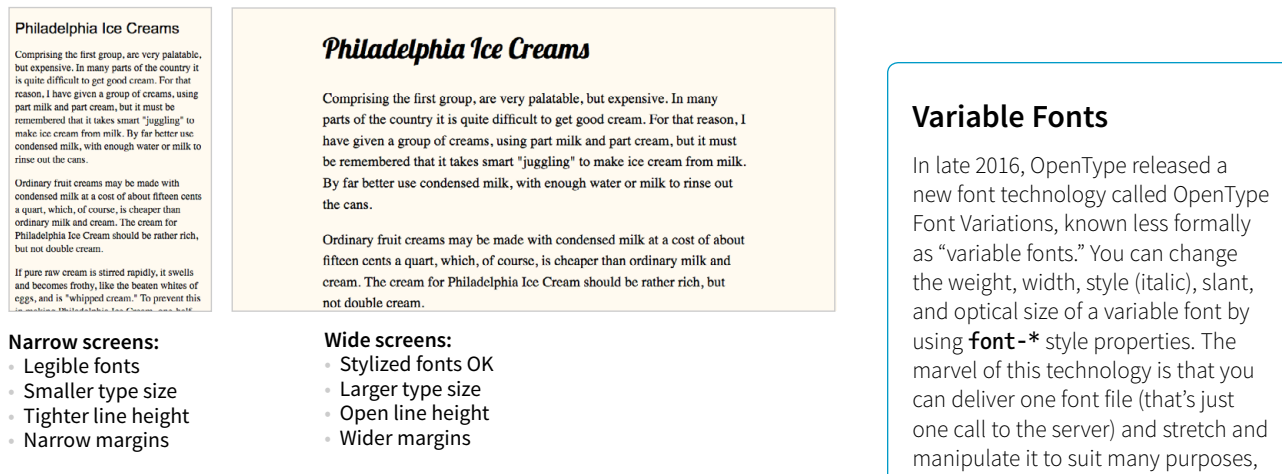 Philadelphia Ice Creams
Comprising the first group, are very palatable,
but expensive. In many parts of the country it
is quite difficult to get good cream. For that
reason, I have given a group of creams, using
part milk and part cream, but it must be
remembered that it takes smart "juggling" to
make ice cream from milk. By far better use
condensed milk, with enough water or milk to
rinse out the cans.
Ordinary fruit creams may be made with
condensed milk at a cost of about fifteen cents
a quart, which, of course, is cheaper than
ordinary milk and cream. The cream for
Philadelphia Ice Cream should be rather rich,
but not double cream.
If pure raw cream is stirred rapidly, it swells
and becomes frothy, like the beaten whites of
eggs, and is "whipped cream." To prevent this
in making Philadelphia Ice Cream, one-half
Narrow screens:
• Legible fonts
• Smaller type size
• Tighter line height
• Narrow margins
Philadelphia Ice Creams
Comprising the first group, are very palatable, but expensive. In many
parts of the country it is quite difficult to get good cream. For that reason, I
have given a group of creams, using part milk and part cream, but it must
be remembered that it takes smart "juggling" to make ice cream from milk.
By far better use condensed milk, with enough water or milk to rinse out
the cans.
Ordinary fruit creams may be made with condensed milk at a cost of about
fifteen cents a quart, which, of course, is cheaper than ordinary milk and
cream. The cream for Philadelphia Ice Cream should be rather rich, but
not double cream.
Wide screens:
• Stylized fonts OK
• Larger type size
• Open line height
• Wider margins
Variable Fonts
In late 2016, OpenType released a
new font technology called OpenType
Font Variations, known less formally
as “variable fonts.” You can change
the weight, width, style (italic), slant,
and optical size of a variable font by
using font-* style properties. The
marvel of this technology is that you
can deliver one font file (that’s just
one call to the server) and stretch and
manipulate it to suit many purposes,